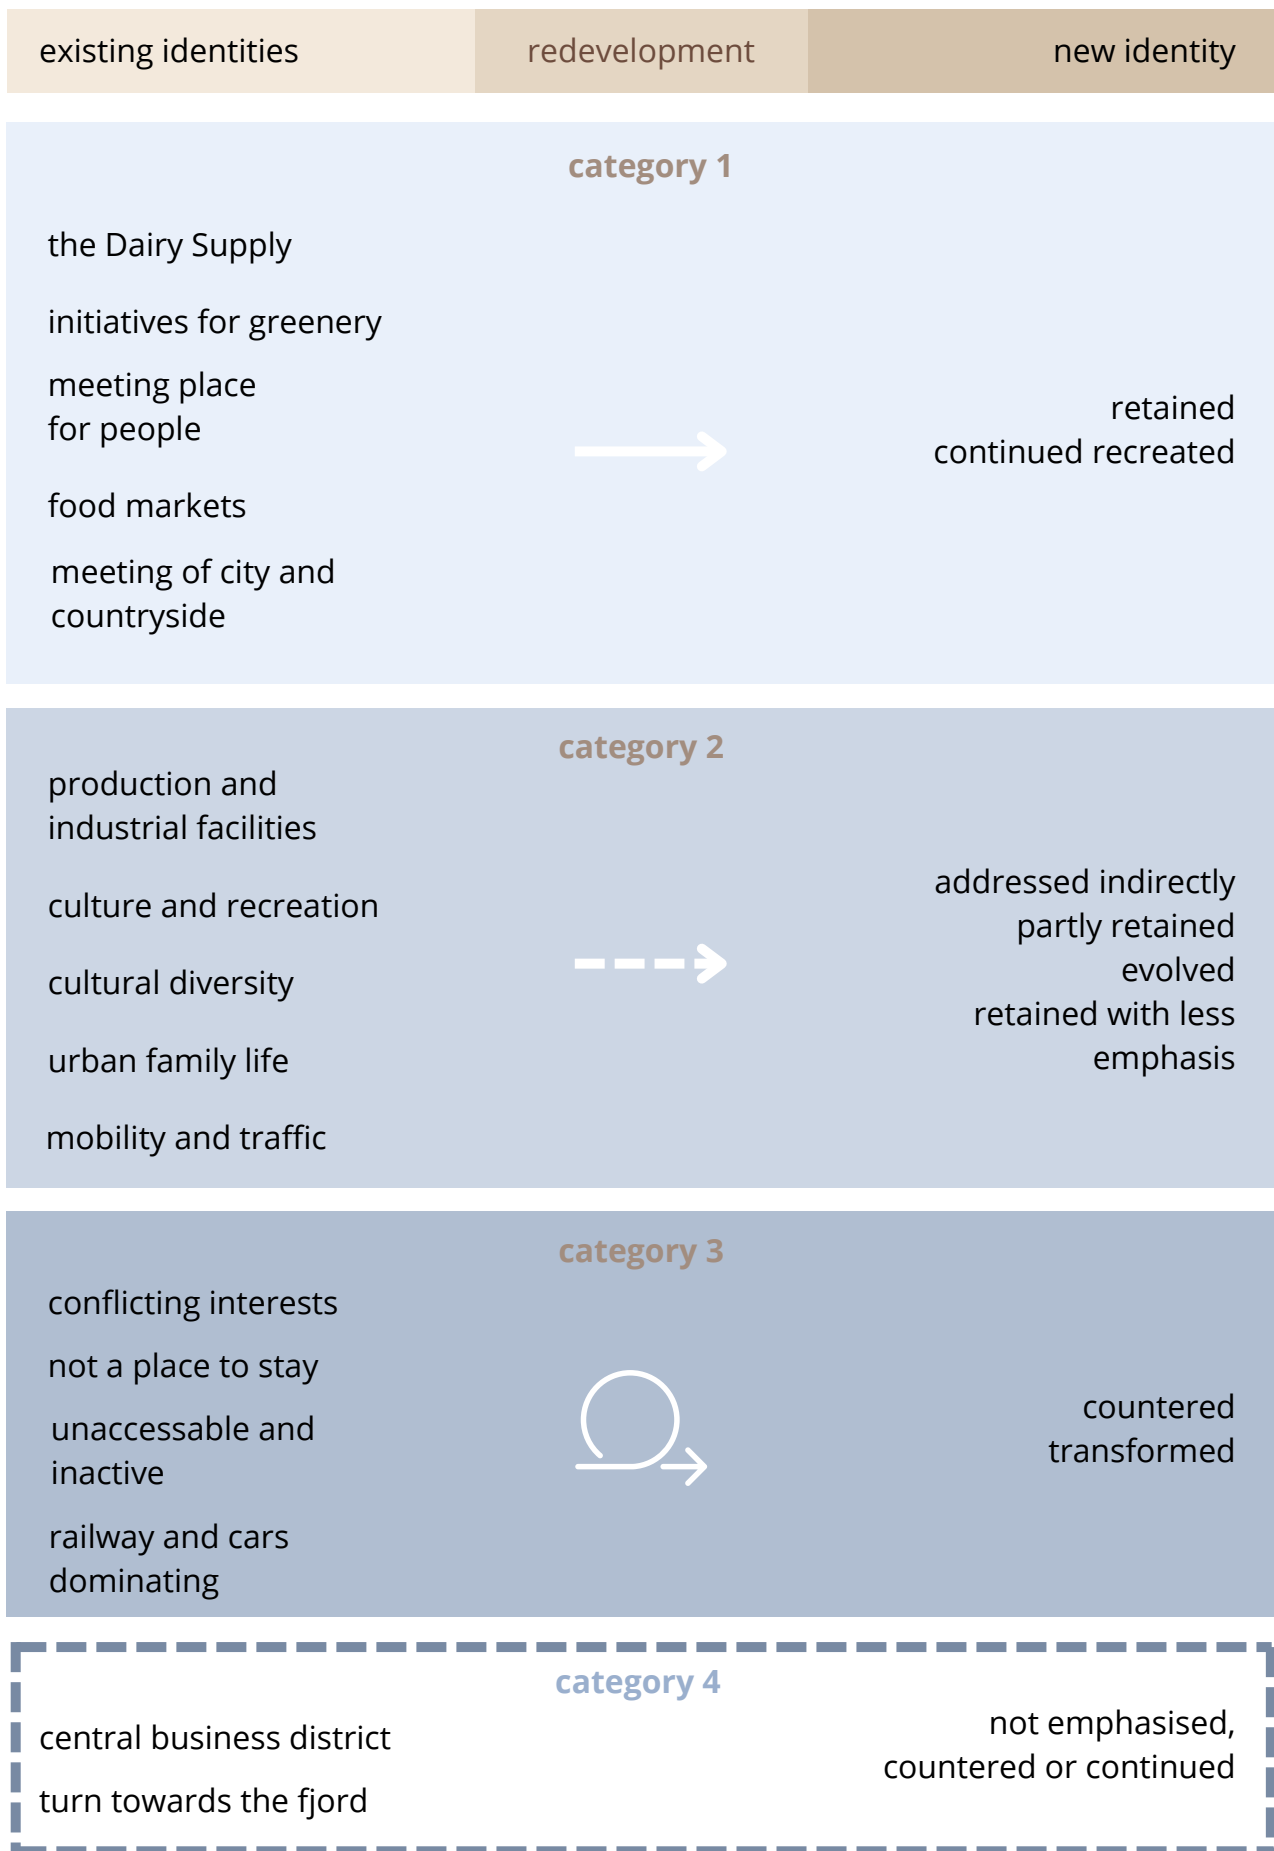 existing identities
redevelopment
new identity
category 1
the Dairy Supply
initiatives for greenery
meeting place
for people
food markets
meeting of city and
countryside
retained
continued recreated
category 2
production and
industrial facilities
culture and recreation
cultural diversity
urban family life
mobility and traffic
addressed indirectly
partly retained
evolved
retained with less
emphasis
category 3
conflicting interests
not a place to stay
unaccessable and
inactive
railway and cars
dominating
countered
transformed
category 4
central business district
turn towards the fjord
not emphasised,
countered or continued